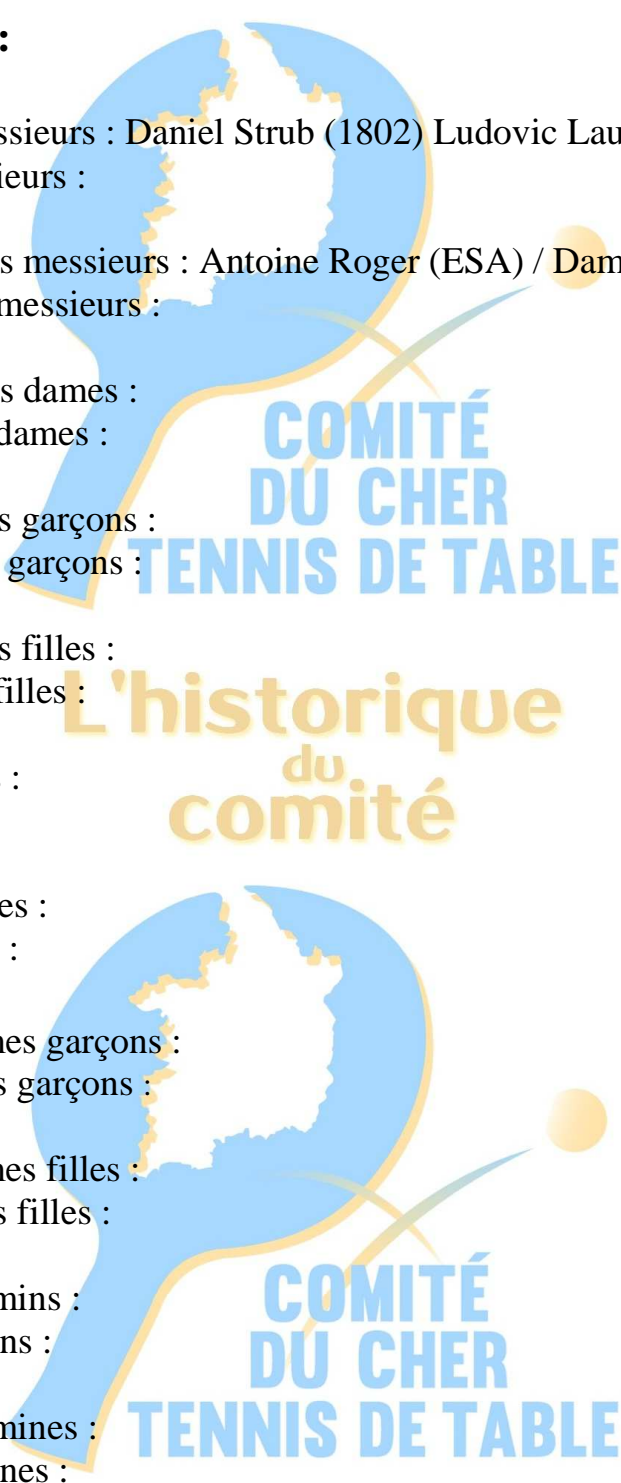 :
ssieurs : Daniel Strub (1802) Ludovic Lau
ieurs :
s messieurs : Antoine Roger (ESA) / Dam
messieurs :
s dames :
dames :
COMITÉ
DU CHER
TENNIS DE TABLE
s garçons :
garçons :
s filles :
filles :
L'historique
du
comité
:
es :
:
nes garçons :
s garçons :
nes filles :
s filles :
COMITÉ
DU CHER
TENNIS DE TABLE
mins :
ns :
mines :
nes :